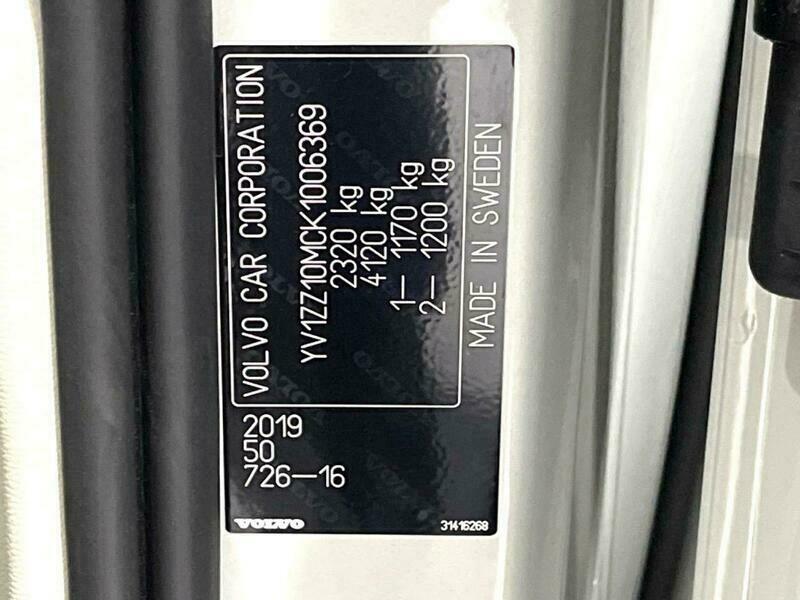 VOLVO CAR CORPORATION
YV1ZZ10MCK1006369
2320 kg
4120 kg
1— 1170 kg
2— 1200 kg
MADE IN SWEDEN
2019
50
726—16
VOLVO
31416268